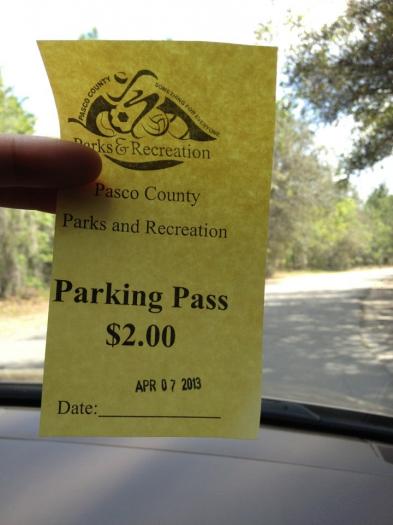 PASCO COUNTY
SOMETHING FOR EVERYONE
Parks & Recreation
Pasco County
Parks and Recreation
Parking Pass
$2.00
APR 07 2013
Date: